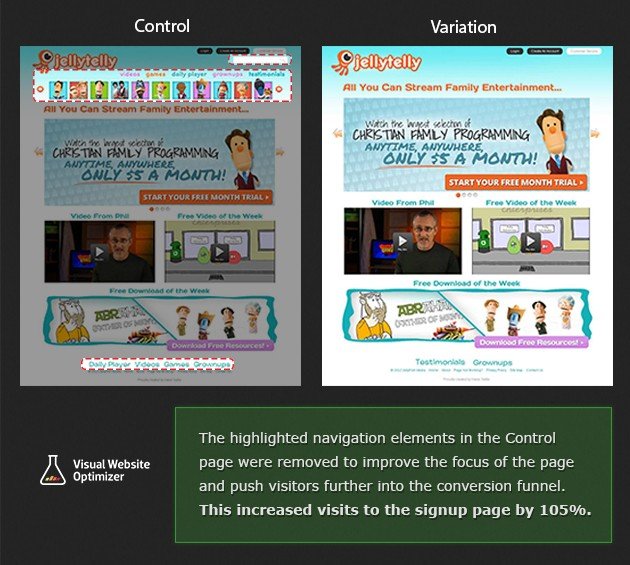 Control
Variation
Login Create An Account
Login Create An Account Customer Service
jellytelly
jellytelly
videos games daily player grownups testimonials
All You Can Stream Family Entertainment...
All You Can Stream Family Entertainment...
Watch the largest selection of
CHRISTIAN FAMILY PROGRAMMING
ANYTIME, ANYWHERE,
ONLY $5 A MONTH!
START YOUR FREE MONTH TRIAL
Watch the largest selection of
CHRISTIAN FAMILY PROGRAMMING
ANYTIME, ANYWHERE,
ONLY $5 A MONTH!
START YOUR FREE MONTH TRIAL
Video From Phil Free Video of the Week
Video From Phil Free Video of the Week
Free Download of the Week
Free Download of the Week
ABRAHAM
FATHER OF MANY
Download Free Resources!
ABRAHAM
FATHER OF MANY
Download Free Resources!
Daily Player Videos Games Grownups
Testimonials Grownups
Visual Website
Optimizer
The highlighted navigation elements in the Control
page were removed to improve the focus of the page
and push visitors further into the conversion funnel.
This increased visits to the signup page by 105%.